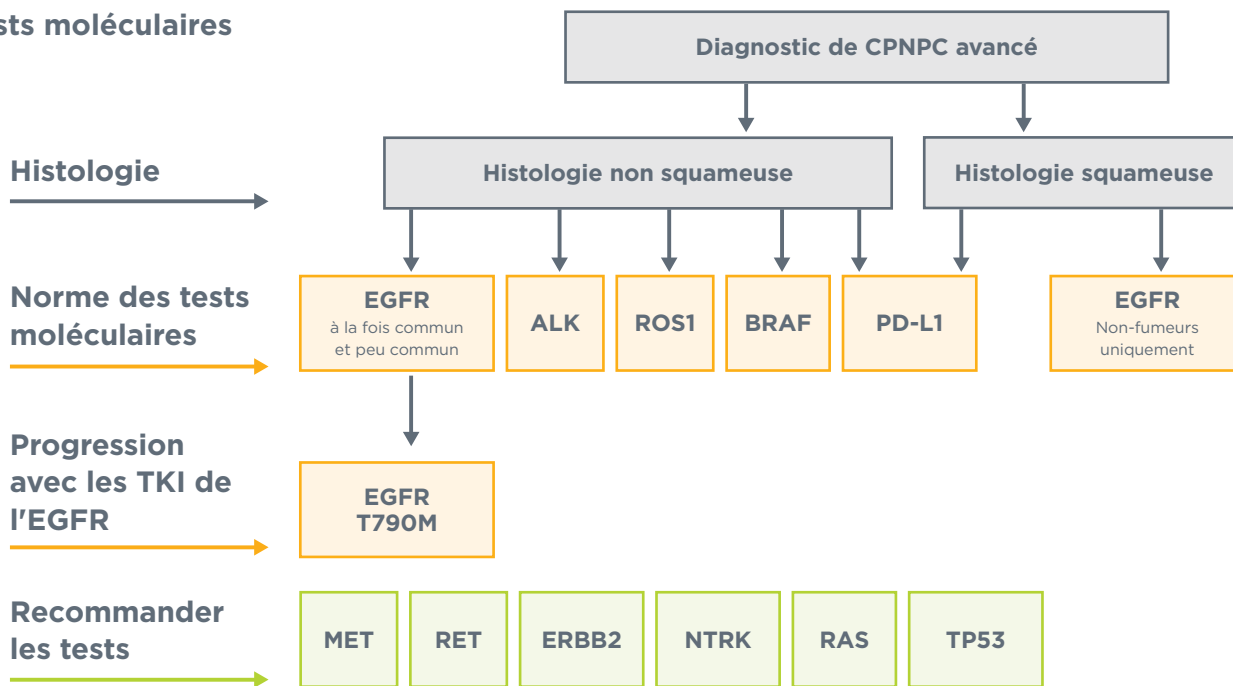 sts moléculaires
Diagnostic de CPNPC avancé
Histologie
Histologie non squameuse
Histologie squameuse
Norme des tests
moléculaires
EGFR
à la fois commun
et peu commun
ALK
ROS1
BRAF
PD-L1
EGFR
Non-fumeurs
uniquement
Progression
avec les TKI de
l'EGFR
EGFR
T790M
Recommander
les tests
MET
RET
ERBB2
NTRK
RAS
TP53